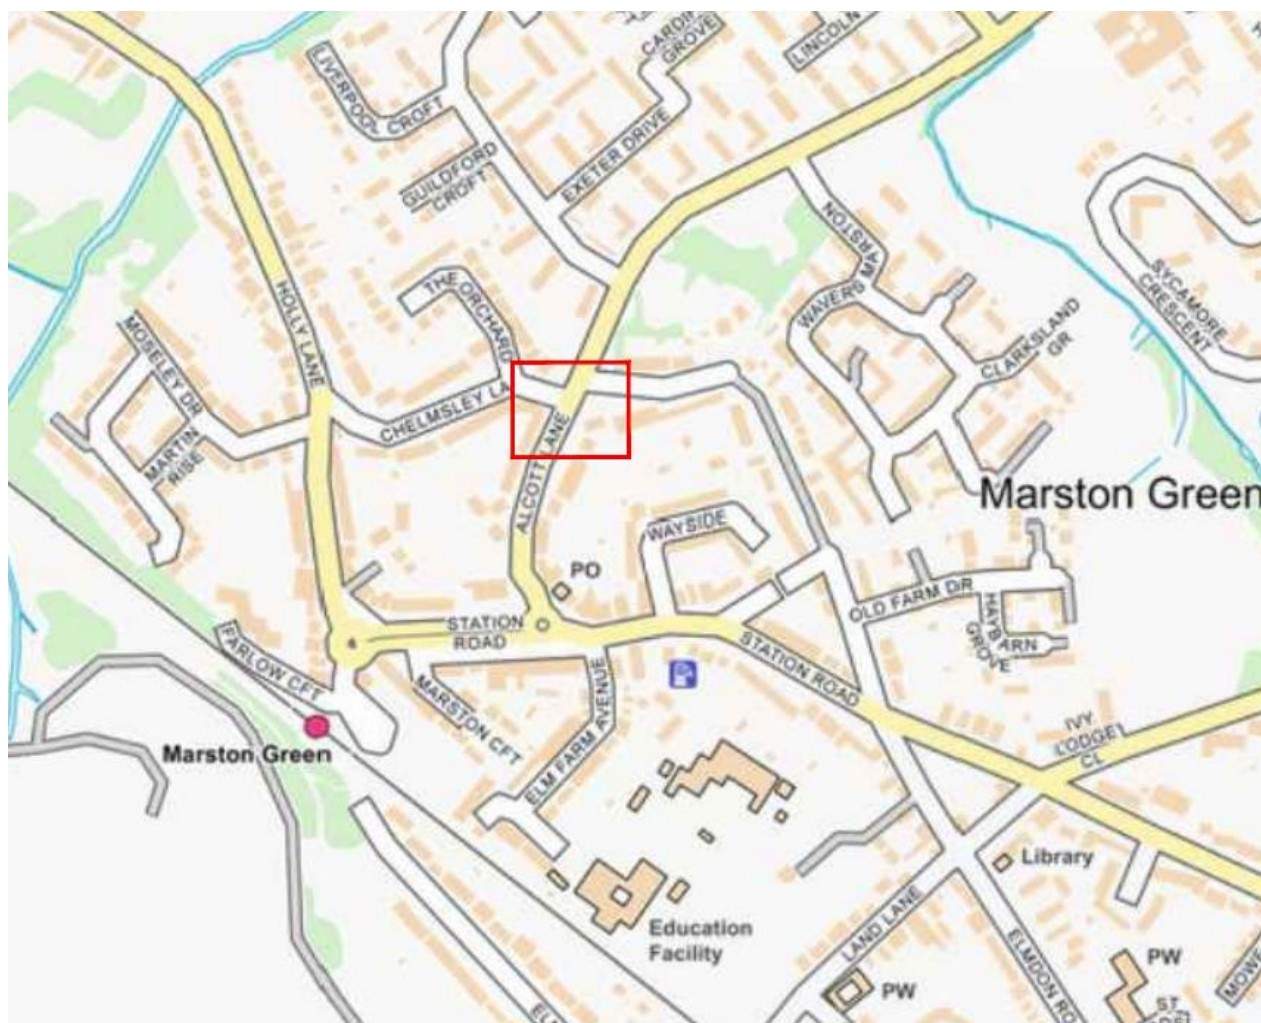 LIVERPOOL CROFT
GUILDFORD
CROFT
EXETER DRIVE
GROVE
LINCOLN
MARSTON
WAVERS
SYCAMORE
CRESCENT
CLARKSLAND
GR
HOLLY LANE
THE ORCHARD
MOSELEY DR
MARTIN
RISE
CHELMSLEY LA
ALCOTT LANE
Marston Green
WAYSIDE
PO
OLD FARM DR
HAYBARN
GROVE
STATION
ROAD
STATION ROAD
FARLOW CFT
MARSTON CFT
ELM FARM AVENUE
Marston Green
IVY
LODGE
CL
Library
Education
Facility
LAND LANE
ELMDON RO
PW
PW
ST